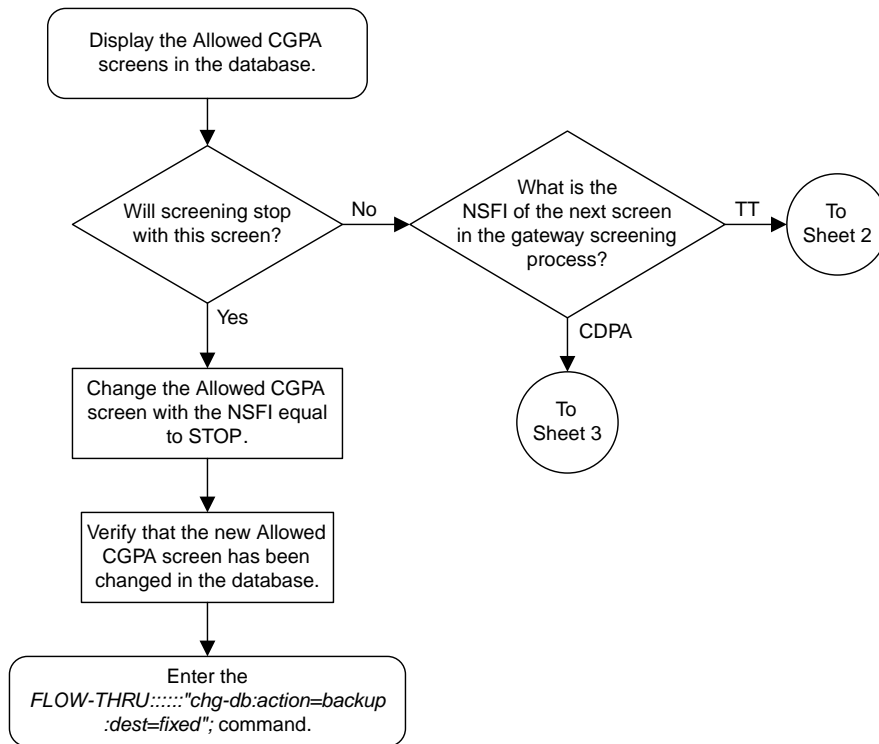 Display the Allowed CGPA
screens in the database.
Will screening stop
with this screen?
No
What is the
NSFI of the next screen
in the gateway screening
process?
TT
To
Sheet 2
Yes
CDPA
Change the Allowed CGPA
screen with the NSFI equal
to STOP.
To
Sheet 3
Verify that the new Allowed
CGPA screen has been
changed in the database.
Enter the
FLOW-THRU::::::"chg-db:action=backup
:dest=fixed"; command.